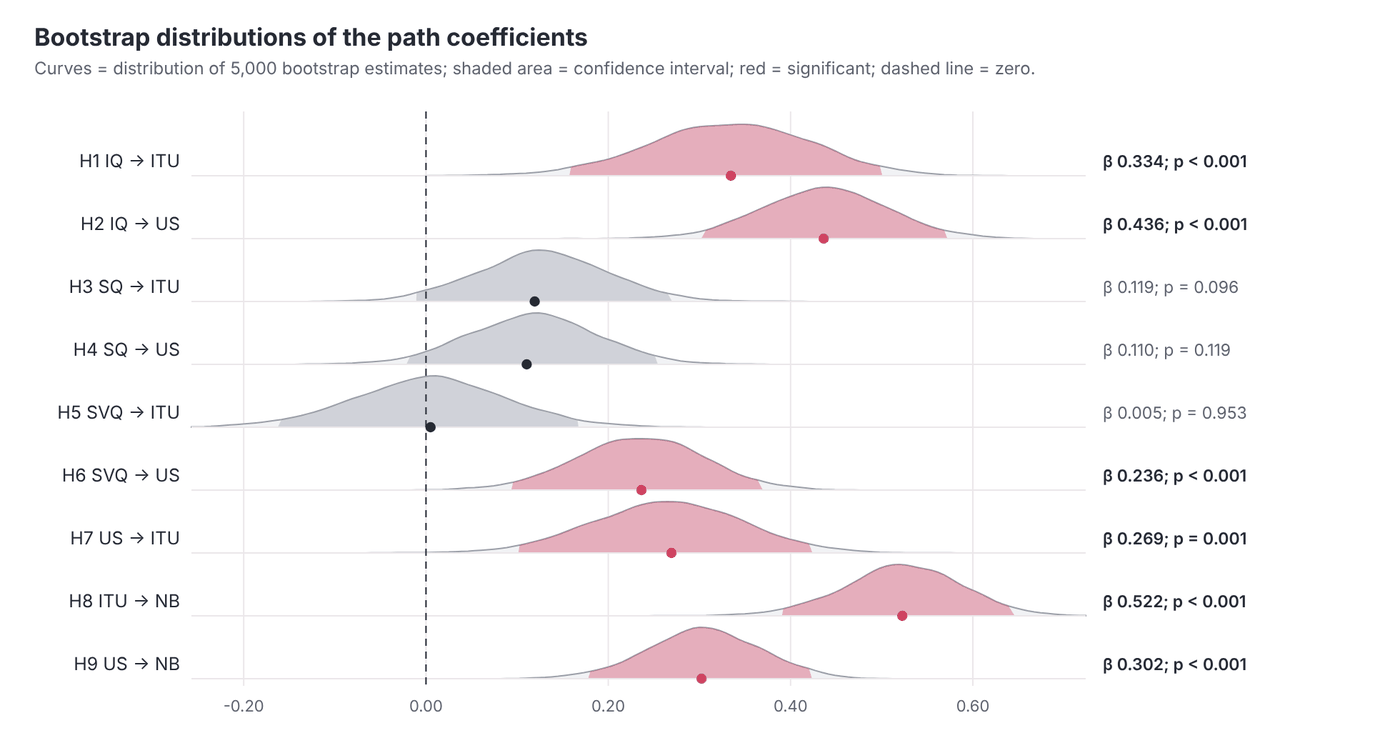 Bootstrap distributions of the path coefficients
Curves = distribution of 5,000 bootstrap estimates; shaded area = confidence interval; red = significant; dashed line = zero.
H1 IQ → ITU β 0.334; p < 0.001
H2 IQ → US β 0.436; p < 0.001
H3 SQ → ITU β 0.119; p = 0.096
H4 SQ → US β 0.110; p = 0.119
H5 SVQ → ITU β 0.005; p = 0.953
H6 SVQ → US β 0.236; p < 0.001
H7 US → ITU β 0.269; p = 0.001
H8 ITU → NB β 0.522; p < 0.001
H9 US → NB β 0.302; p < 0.001
-0.20 0.00 0.20 0.40 0.60